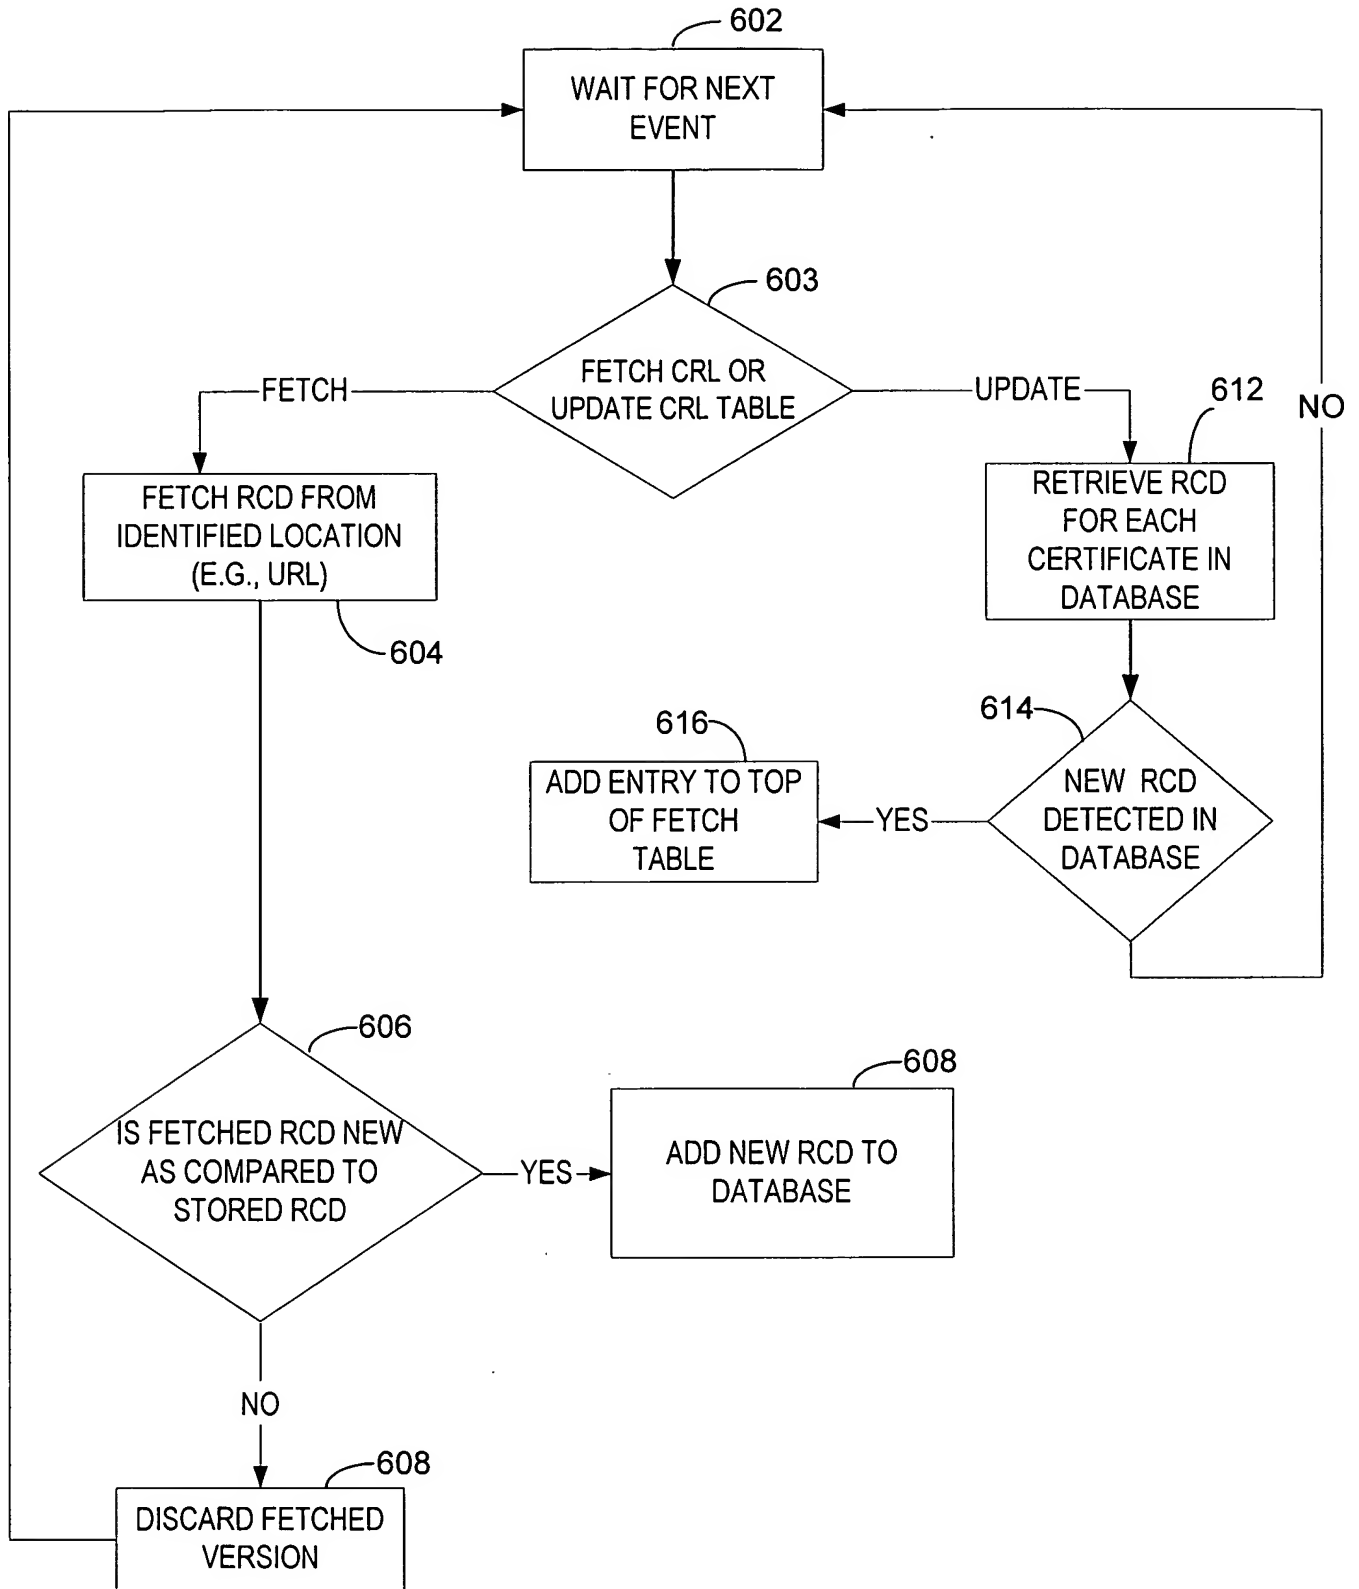 602
WAIT FOR NEXT
EVENT
603
FETCH CRL OR
UPDATE CRL TABLE
FETCH
UPDATE
NO
612
FETCH RCD FROM
IDENTIFIED LOCATION
(E.G., URL)
604
RETRIEVE RCD
FOR EACH
CERTIFICATE IN
DATABASE
616
614
ADD ENTRY TO TOP
OF FETCH
TABLE
YES
NEW RCD
DETECTED IN
DATABASE
606
608
IS FETCHED RCD NEW
AS COMPARED TO
STORED RCD
YES
ADD NEW RCD TO
DATABASE
NO
608
DISCARD FETCHED
VERSION